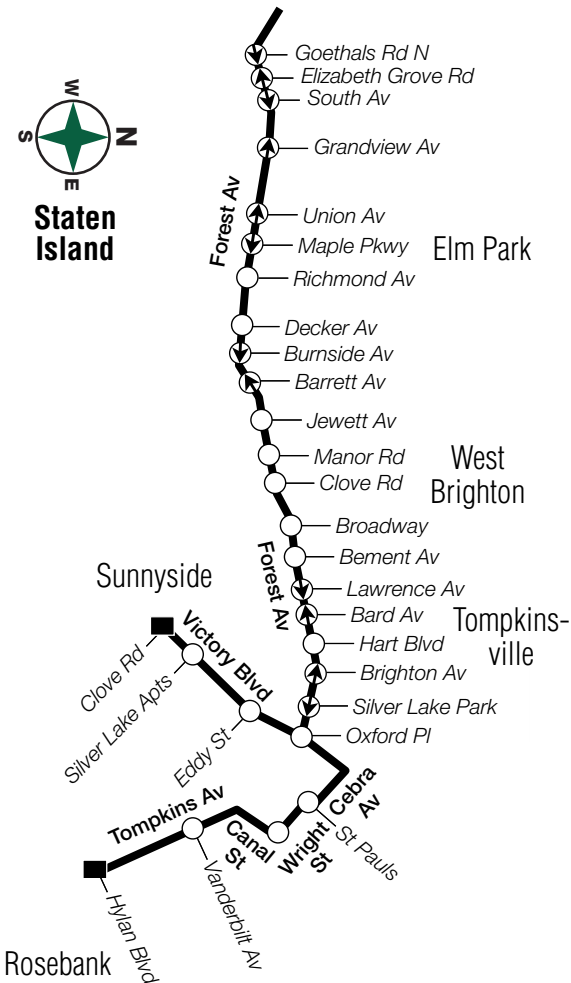 Goethals Rd N
Elizabeth Grove Rd
South Av
W
N
S
E
Staten
Island
Grandview Av
Forest Av
Union Av
Maple Pkwy
Elm Park
Richmond Av
Decker Av
Burnside Av
Barrett Av
Jewett Av
Manor Rd
West
Brighton
Clove Rd
Broadway
Forest Av
Bement Av
Sunnyside
Lawrence Av
Bard Av
Tompkins-
ville
Hart Blvd
Clove Rd
Victory Blvd
Brighton Av
Silver Lake Apts
Silver Lake Park
Eddy St
Oxford Pl
Cebra
Av
Tompkins Av
Canal
St
Wright
St
St Pauls
Vanderbilt Av
Hylan Blvd
Rosebank